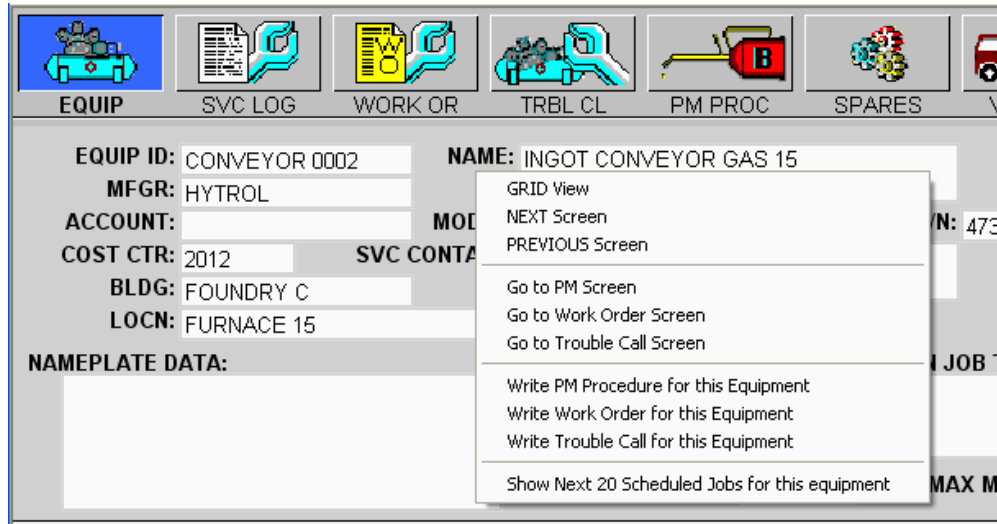 EQUIP SVC LOG WORK OR TRBL CL PM PROC SPARES
EQUIP ID: CONVEYOR 0002 NAME: INGOT CONVEYOR GAS 15
MFGR: HYTROL
ACCOUNT:
COST CTR: 2012
BLDG: FOUNDRY C
LOCN: FURNACE 15
NAMEPLATE DATA:
GRID View
NEXT Screen
PREVIOUS Screen
Go to PM Screen
Go to Work Order Screen
Go to Trouble Call Screen
Write PM Procedure for this Equipment
Write Work Order for this Equipment
Write Trouble Call for this Equipment
Show Next 20 Scheduled Jobs for this equipment
SVC
JOB
MAX